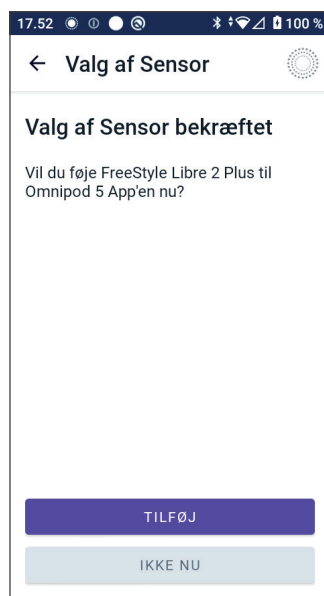 17.52 100 %
Valg af Sensor
Valg af Sensor bekræftet
Vil du føje FreeStyle Libre 2 Plus til
Omnipod 5 App'en nu?
TILFØJ
IKKE NU